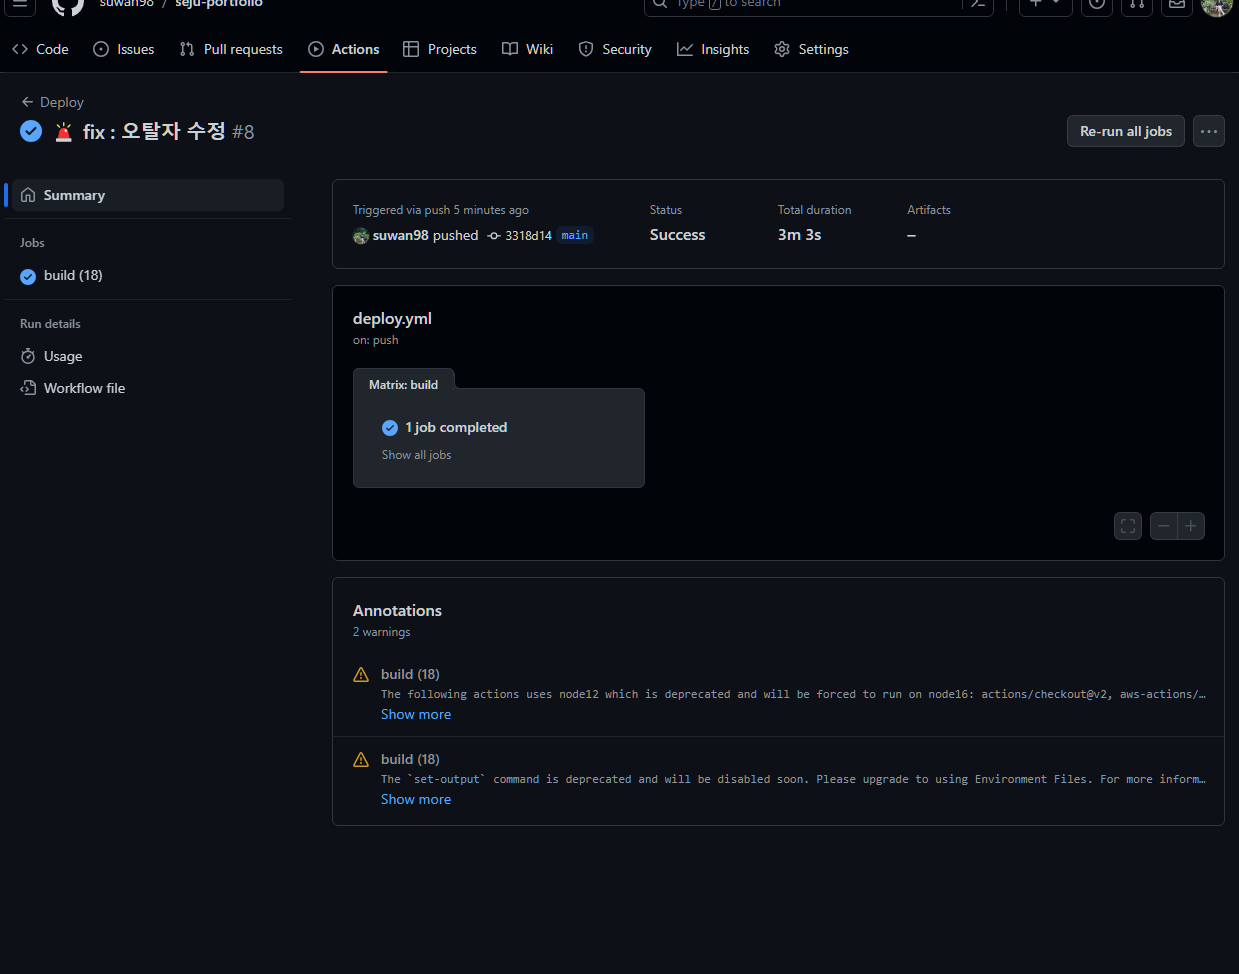 suwan98 / seju-portfolio
Type / to search
Code Issues Pull requests Actions Projects Wiki Security Insights Settings
Deploy
fix : 오탈자 수정 #8
Re-run all jobs
Summary
Jobs
build (18)
Run details
Usage
Workflow file
Triggered via push 5 minutes ago
suwan98 pushed 3318d14 main
Status
Success
Total duration
3m 3s
Artifacts
–
deploy.yml
on: push
Matrix: build
1 job completed
Show all jobs
Annotations
2 warnings
build (18)
The following actions uses node12 which is deprecated and will be forced to run on node16: actions/checkout@v2, aws-actions/…
Show more
build (18)
The `set-output` command is deprecated and will be disabled soon. Please upgrade to using Environment Files. For more inform…
Show more